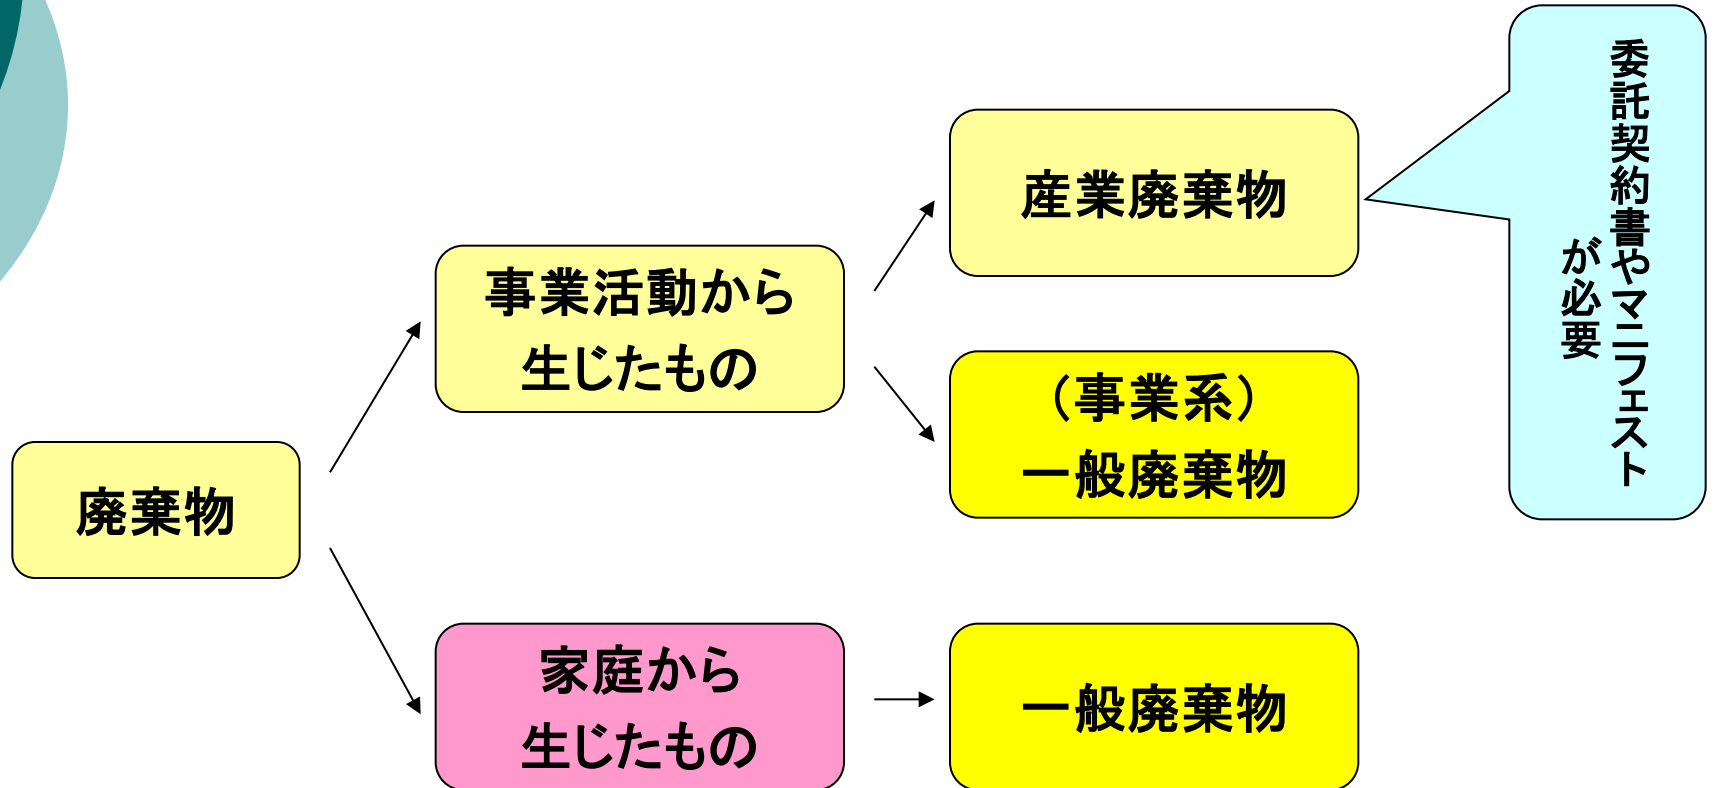 廃棄物
事業活動から
生じたもの
家庭から
生じたもの
産業廃棄物
（事業系）
一般廃棄物
一般廃棄物
委託契約書やマニフェスト
が必要